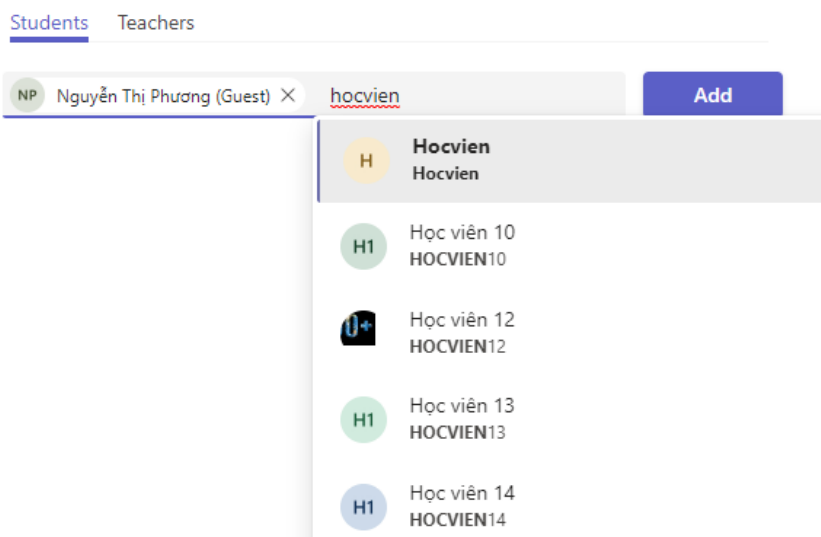 Students Teachers
NP Nguyễn Thị Phương (Guest) hocvien Add
H Hocvien
Hocvien
H1 Học viên 10
HOCVIEN10
0+ Học viên 12
HOCVIEN12
H1 Học viên 13
HOCVIEN13
H1 Học viên 14
HOCVIEN14